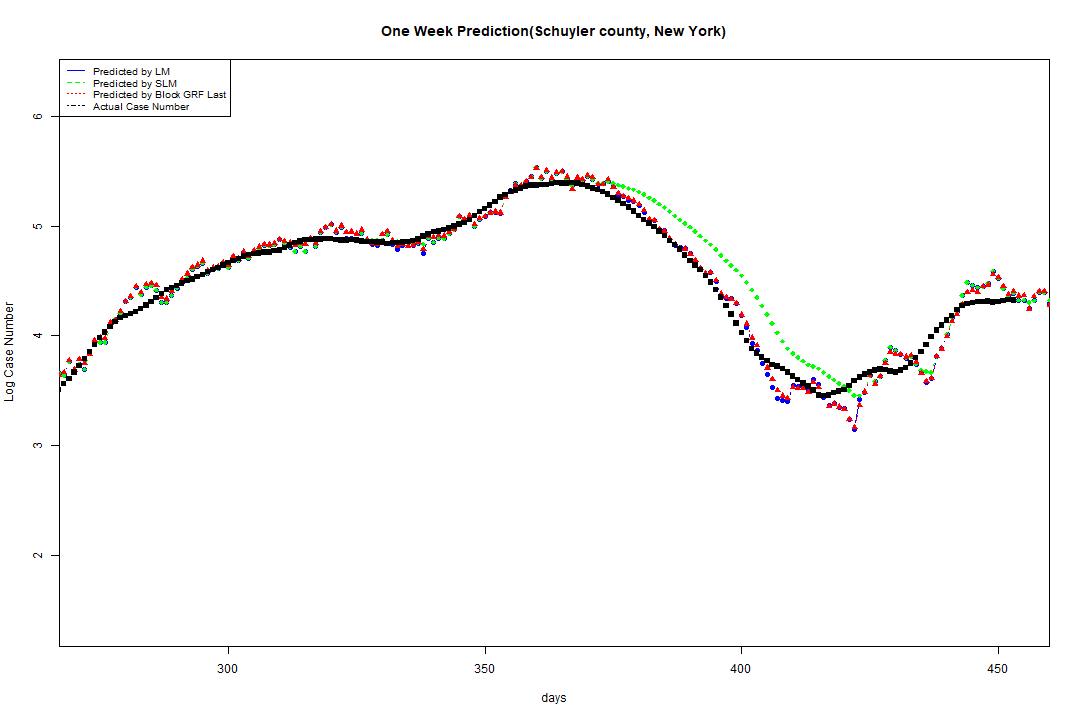 One Week Prediction(Schuyler county, New York)
Predicted by LM
Predicted by SLM
Predicted by Block GRF Last
Actual Case Number
6
5
4
3
2
Log Case Number
300 350 400 450
days